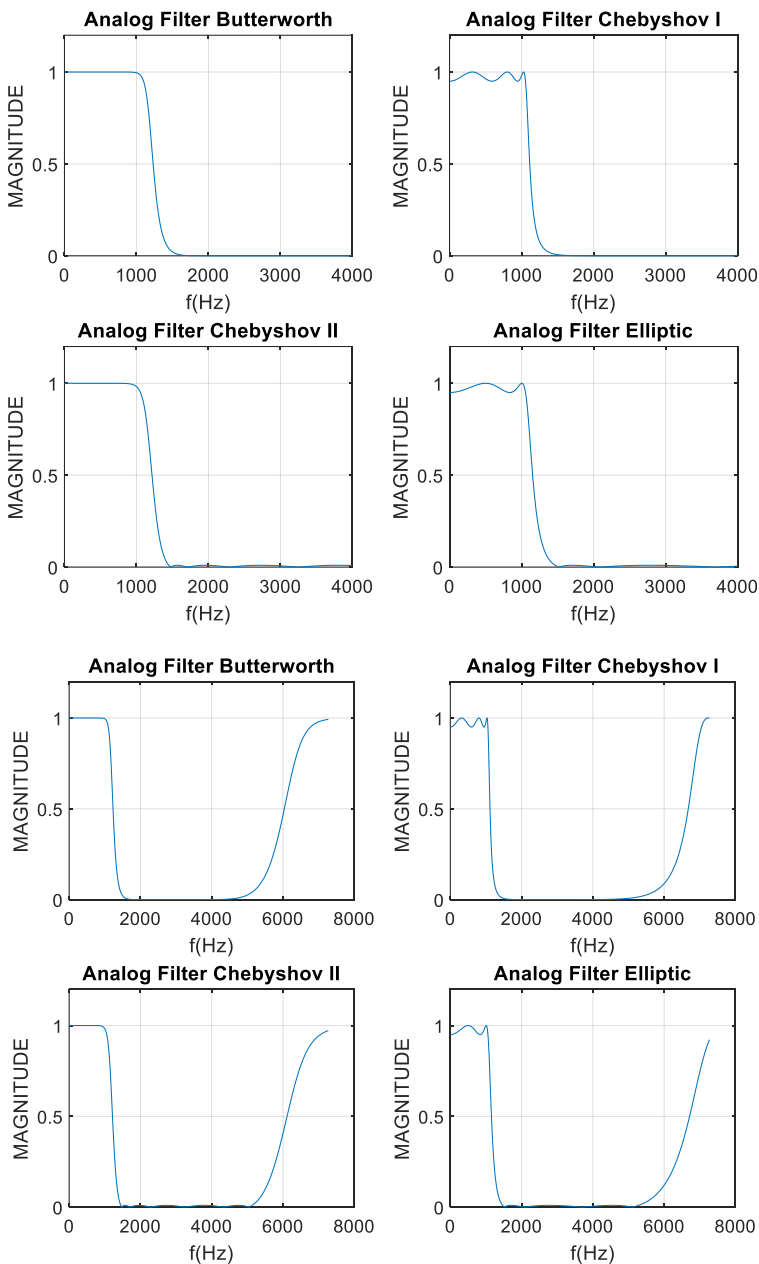 Analog Filter Butterworth
MAGNITUDE
1
0.5
0
0 1000 2000 3000 4000
f(Hz)
Analog Filter Chebyshov I
MAGNITUDE
1
0.5
0
0 1000 2000 3000 4000
f(Hz)
Analog Filter Chebyshov II
MAGNITUDE
1
0.5
0
0 1000 2000 3000 4000
f(Hz)
Analog Filter Elliptic
MAGNITUDE
1
0.5
0
0 1000 2000 3000 4000
f(Hz)
Analog Filter Butterworth
MAGNITUDE
1
0.5
0
0 2000 4000 6000 8000
f(Hz)
Analog Filter Chebyshov I
MAGNITUDE
1
0.5
0
0 2000 4000 6000 8000
f(Hz)
Analog Filter Chebyshov II
MAGNITUDE
1
0.5
0
0 2000 4000 6000 8000
f(Hz)
Analog Filter Elliptic
MAGNITUDE
1
0.5
0
0 2000 4000 6000 8000
f(Hz)